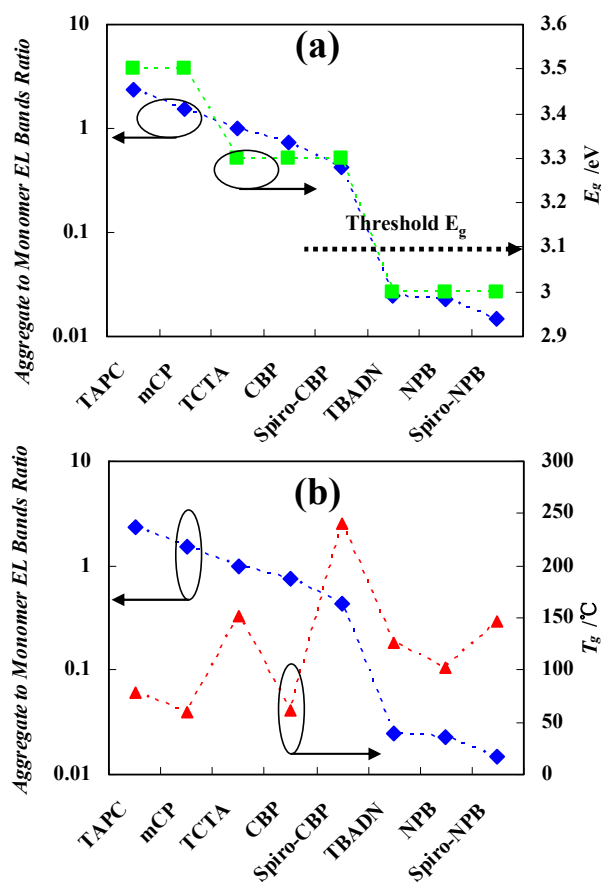 (a)
Aggregate to Monomer EL Bands Ratio
10
1
0.1
0.01
3.6
3.5
3.4
3.3
3.2
3.1
3
2.9
E_g /eV
Threshold E_g
TAPC
mCP
TCTA
CBP
Spiro-CBP
TBADN
NPB
Spiro-NPB
(b)
Aggregate to Monomer EL Bands Ratio
10
1
0.1
0.01
300
250
200
150
100
50
0
T_g /℃
TAPC
mCP
TCTA
CBP
Spiro-CBP
TBADN
NPB
Spiro-NPB